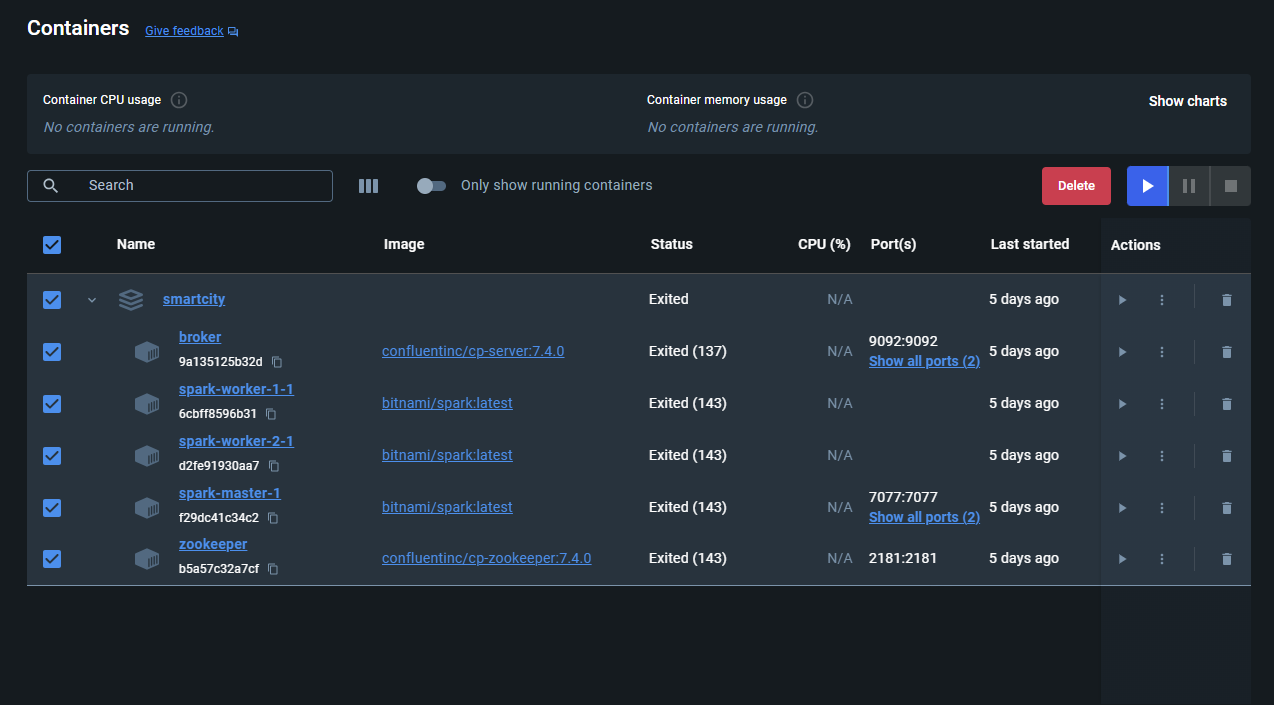 Containers Give feedback
Container CPU usage Container memory usage Show charts
No containers are running. No containers are running.
Search Only show running containers Delete
Name Image Status CPU (%) Port(s) Last started Actions
smartcity Exited N/A 5 days ago
broker
9a135125b32d confluentinc/cp-server:7.4.0 Exited (137) N/A 9092:9092 Show all ports (2) 5 days ago
spark-worker-1-1
6cbff8596b31 bitnami/spark:latest Exited (143) N/A 5 days ago
spark-worker-2-1
d2fe91930aa7 bitnami/spark:latest Exited (143) N/A 5 days ago
spark-master-1
f29dc41c34c2 bitnami/spark:latest Exited (143) N/A 7077:7077 Show all ports (2) 5 days ago
zookeeper
b5a57c32a7cf confluentinc/cp-zookeeper:7.4.0 Exited (143) N/A 2181:2181 5 days ago